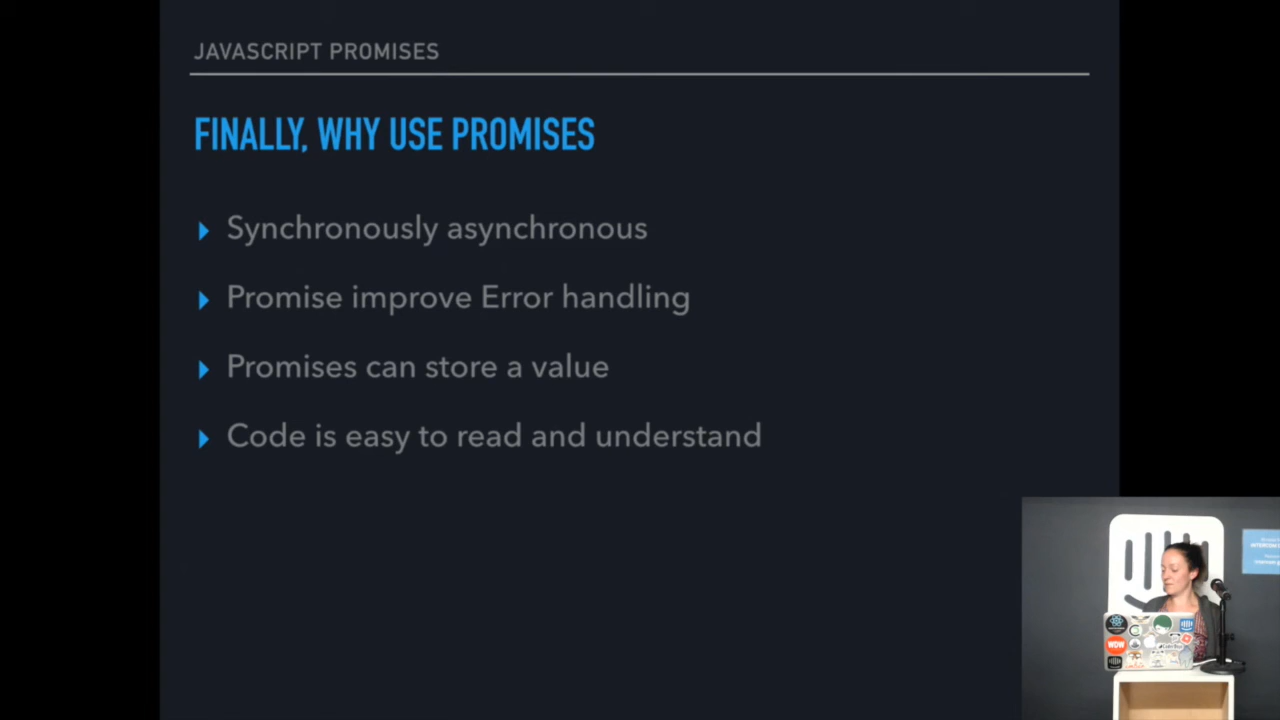 JAVASCRIPT PROMISES
FINALLY, WHY USE PROMISES
Synchronously asynchronous
Promise improve Error handling
Promises can store a value
Code is easy to read and understand
WOW